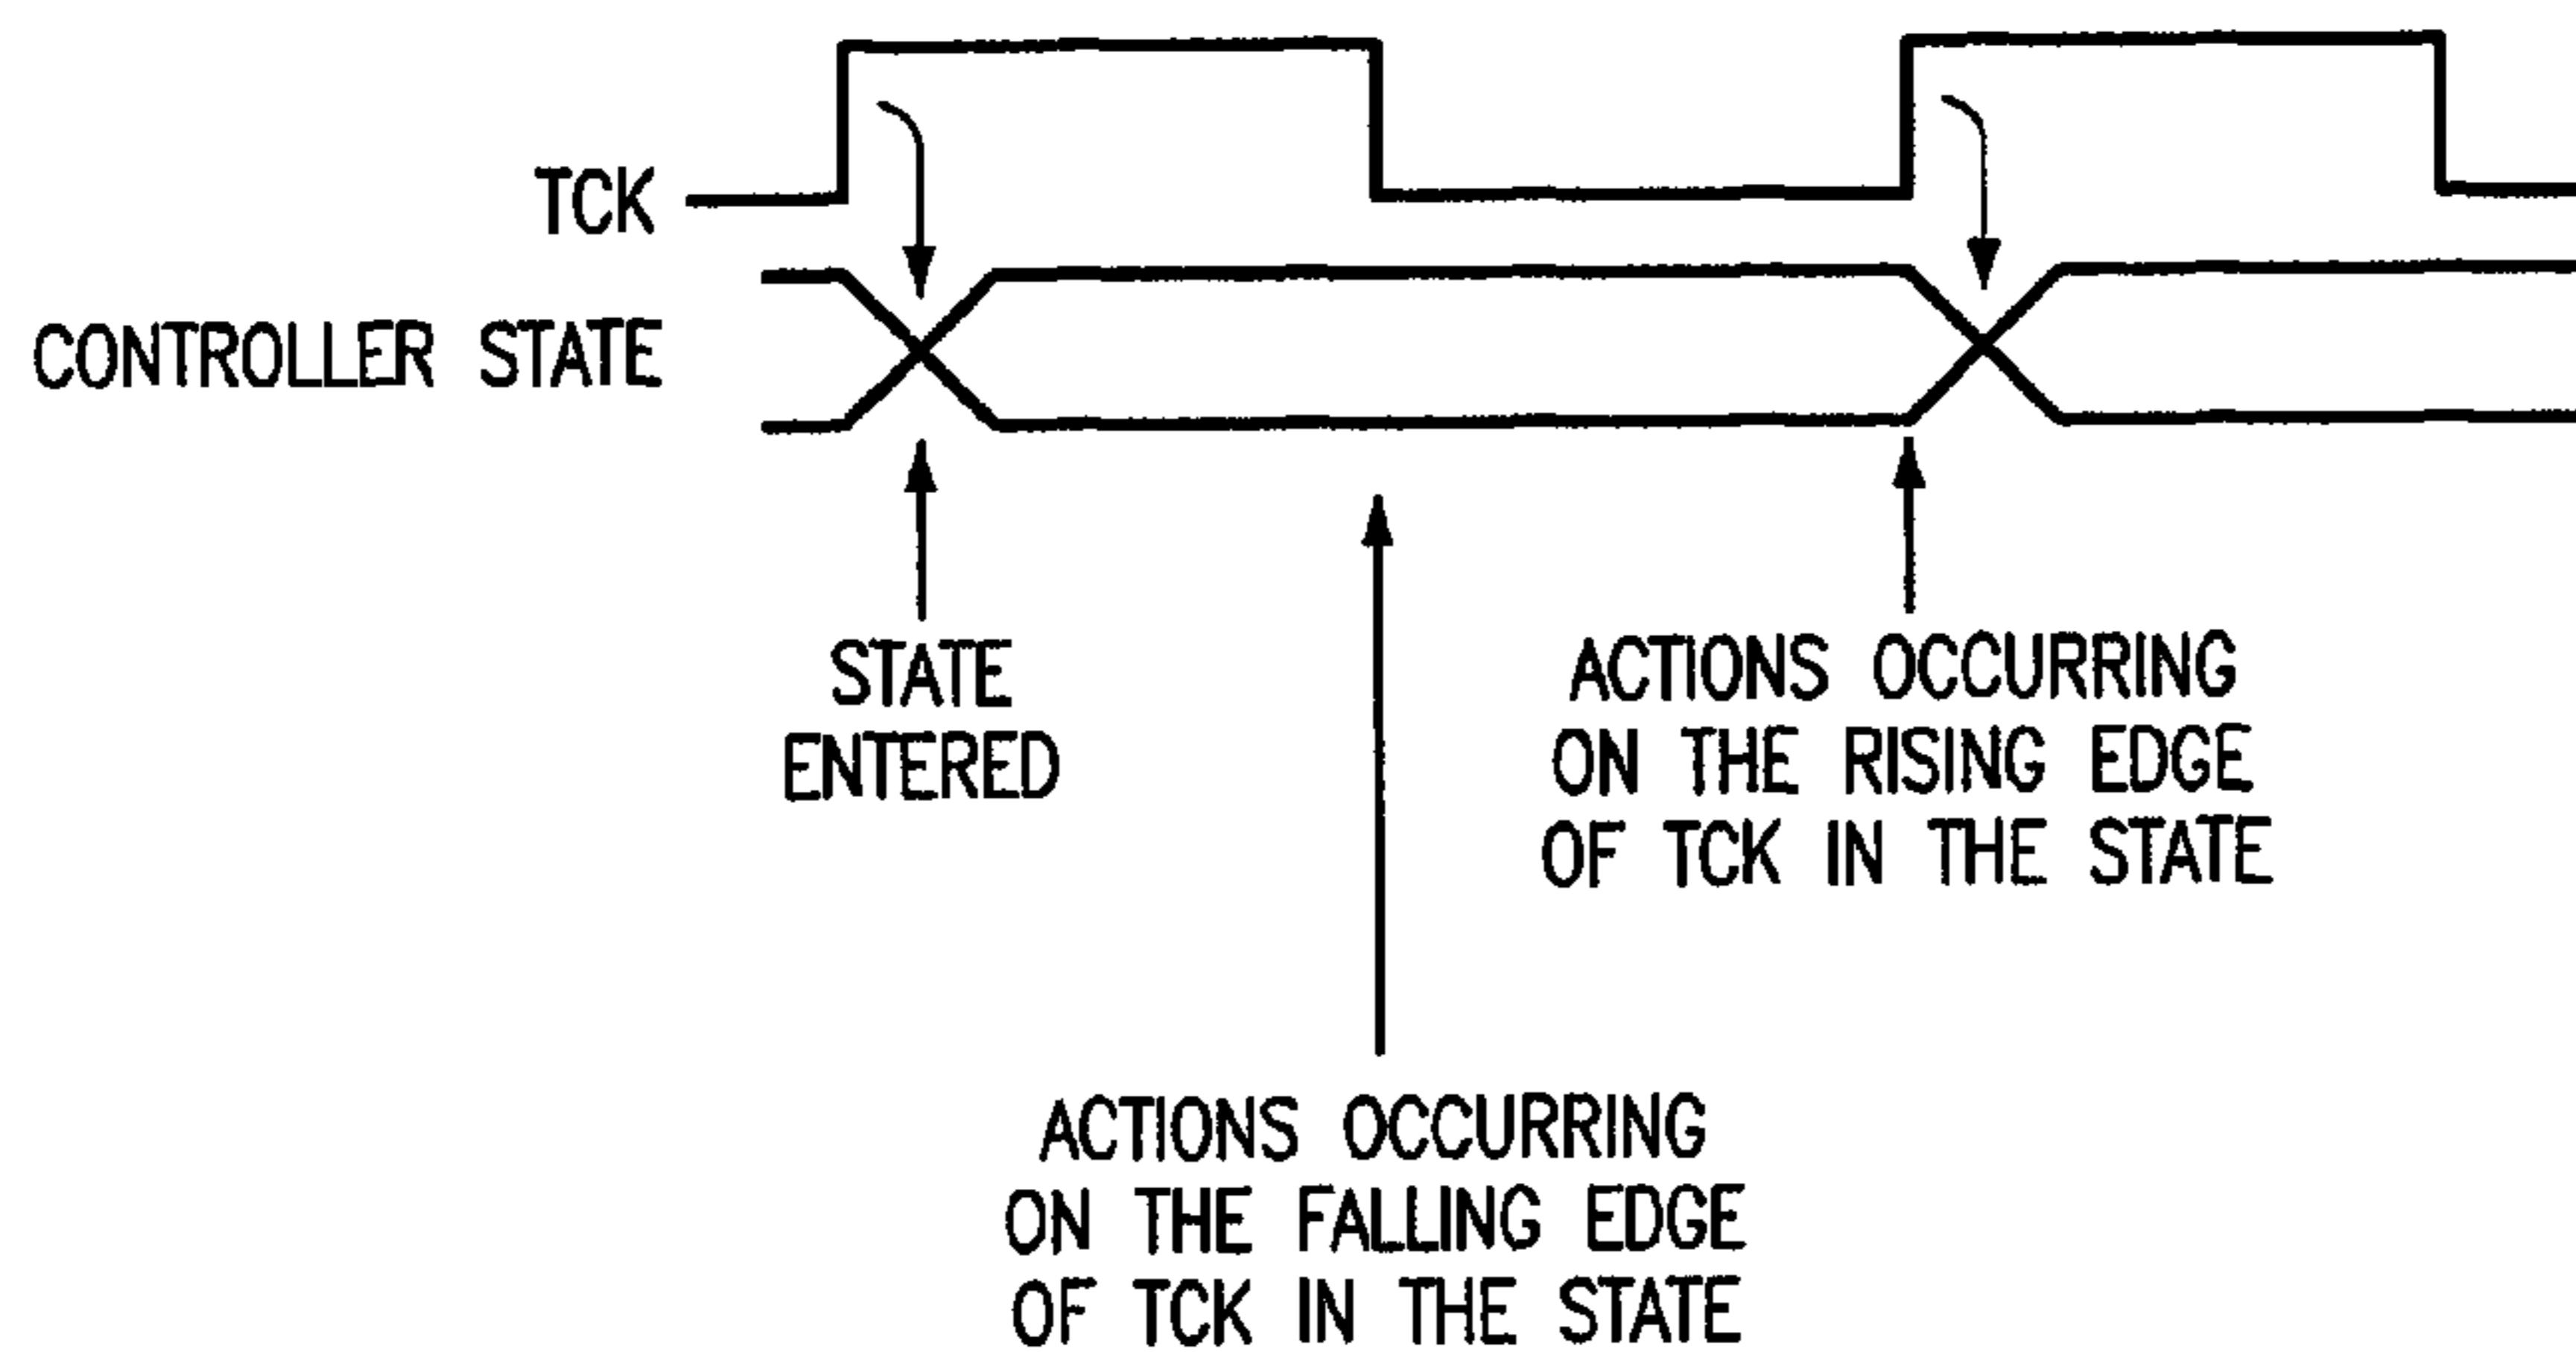 TCK
CONTROLLER STATE
STATE
ENTERED
ACTIONS OCCURRING
ON THE RISING EDGE
OF TCK IN THE STATE
ACTIONS OCCURRING
ON THE FALLING EDGE
OF TCK IN THE STATE